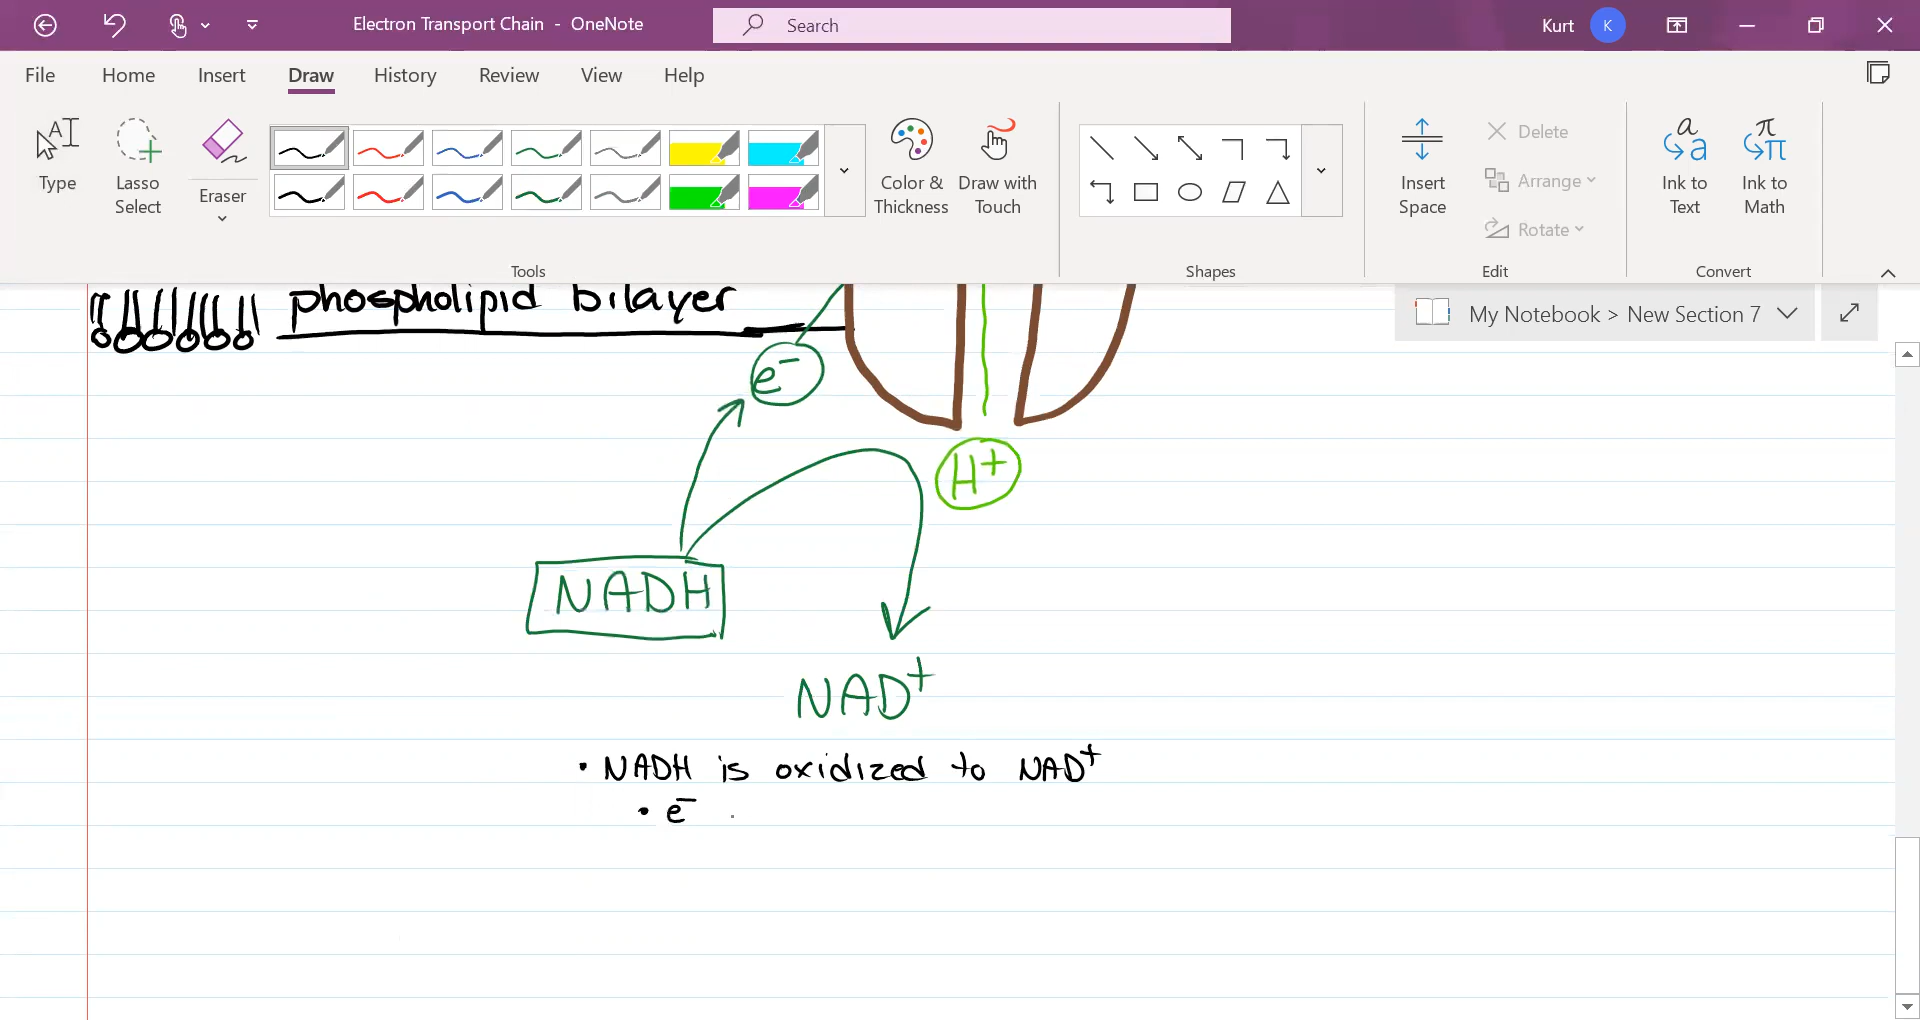 Electron Transport Chain - OneNote
Search
Kurt
K
File Home Insert Draw History Review View Help
Type
Lasso Select
Eraser
Color & Thickness
Draw with Touch
Insert Space
Delete
Arrange
Rotate
Ink to Text
Ink to Math
Tools
Shapes
Edit
Convert
My Notebook > New Section 7
phospholipid bilayer
e⁻
H⁺
NADH
NAD⁺
• NADH is oxidized to NAD⁺
• e⁻